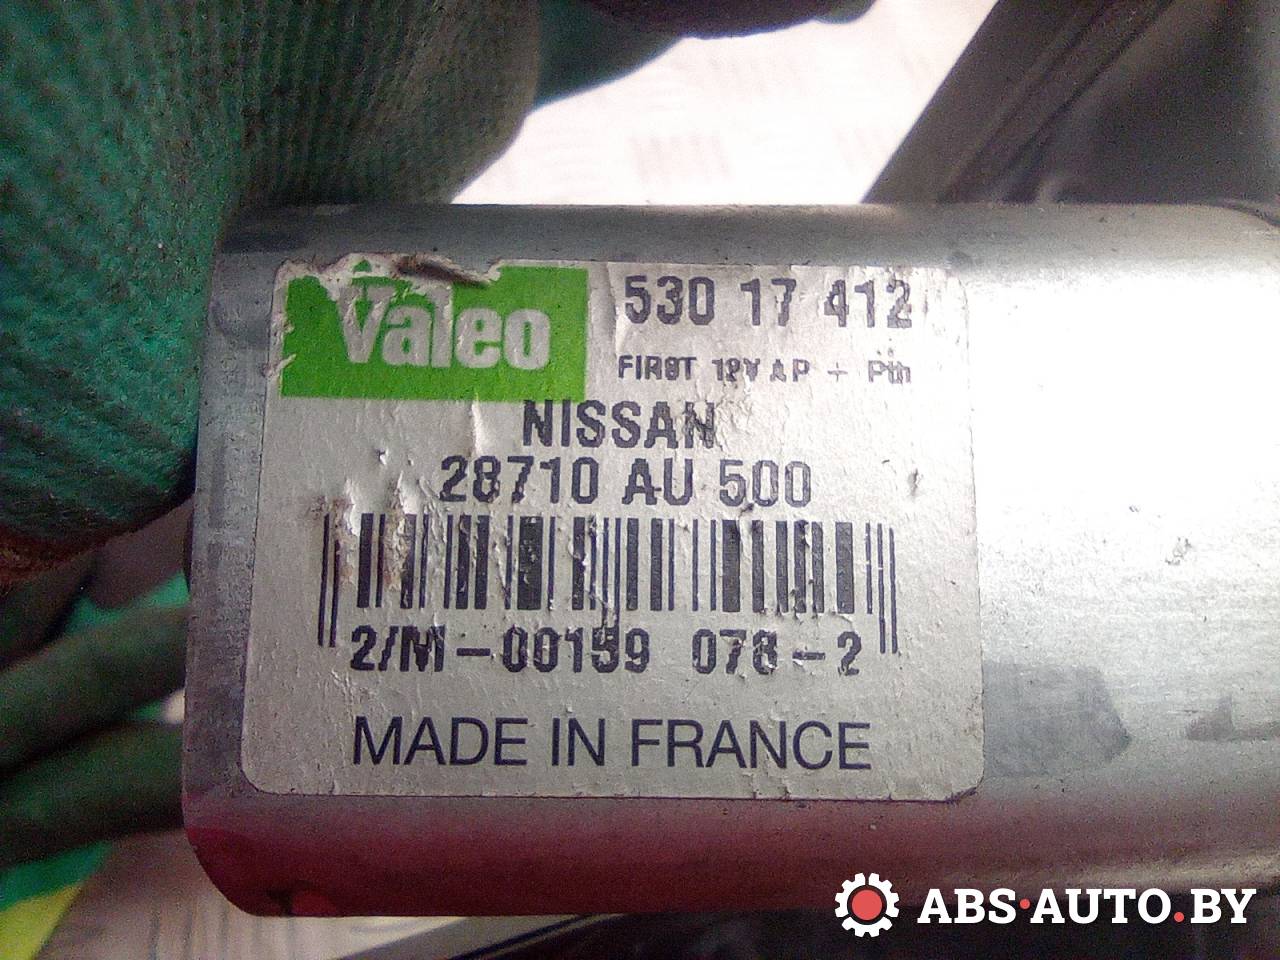 Valeo
530 17 412
FIRST 12V AP + Pth
NISSAN
28710 AU 500
2/M-00159 078-2
MADE IN FRANCE
ABS·AUTO.BY